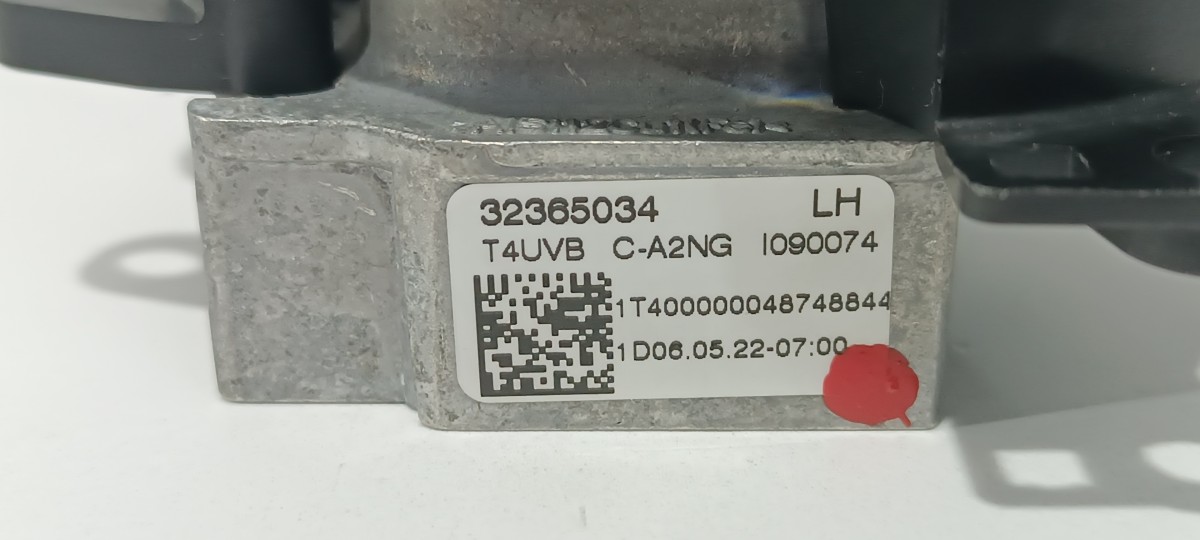 32365034 LH
T4UVB C-A2NG I090074
1T400000048748844
1D06.05.22-07:00